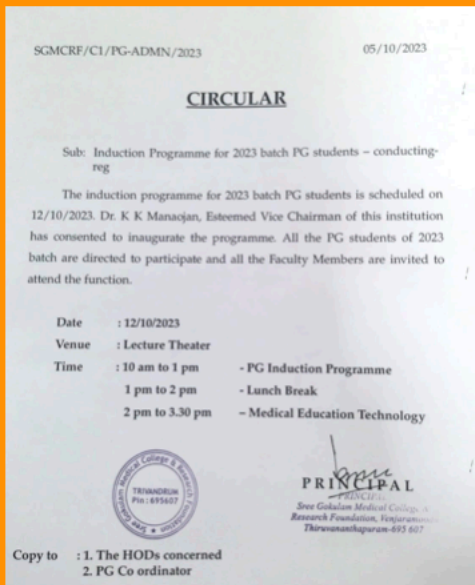 SGMCRF/C1/PG-ADMN/2023 05/10/2023
CIRCULAR
Sub: Induction Programme for 2023 batch PG students – conducting-
reg
The induction programme for 2023 batch PG students is scheduled on
12/10/2023. Dr. K K Manaojan, Esteemed Vice Chairman of this institution
has consented to inaugurate the programme. All the PG students of 2023
batch are directed to participate and all the Faculty Members are invited to
attend the function.
Date : 12/10/2023
Venue : Lecture Theater
Time : 10 am to 1 pm - PG Induction Programme
1 pm to 2 pm - Lunch Break
2 pm to 3.30 pm – Medical Education Technology
Sree Gokulam Medical College & Research Foundation
TRIVANDRUM
Pin : 695607
PRINCIPAL
PRINCIPAL
Sree Gokulam Medical College &
Research Foundation,
Thiruvananthapuram-695 607
Copy to : 1. The HODs concerned
2. PG Co ordinator